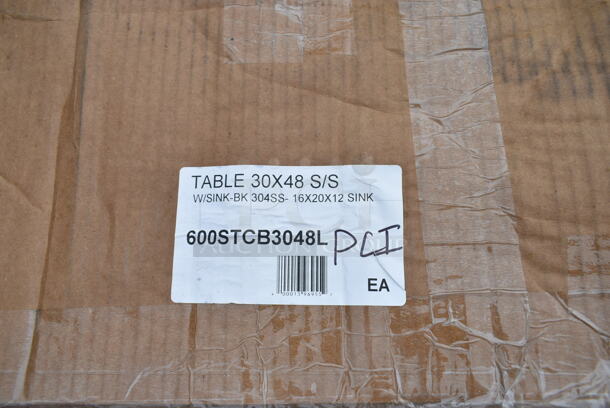 TABLE 30X48 S/S
W/SINK-BK 304SS- 16X20X12 SINK
600STCB3048L PCI
EA